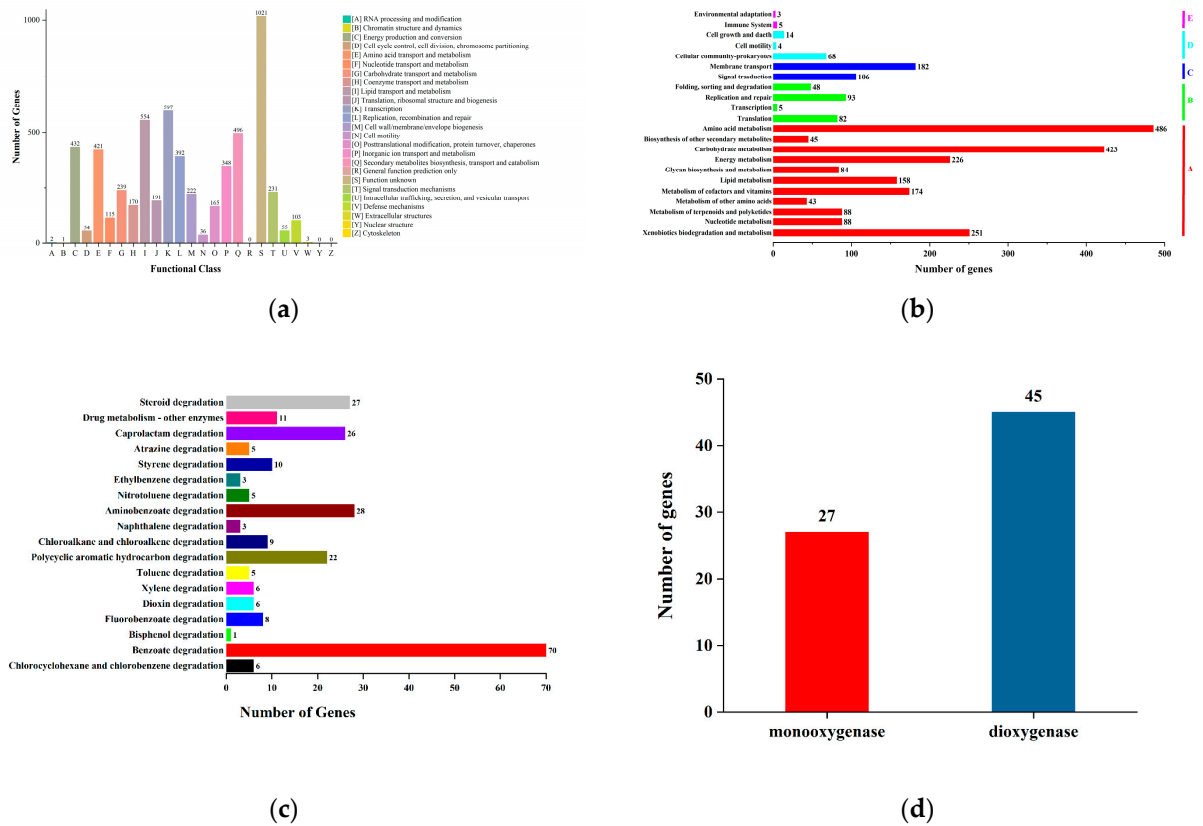 1000
500
0
Number of Genes
2
1
432
54
421
115
239
170
554
191
597
392
222
36
165
348
496
0
1021
231
55
103
3
0
0
A B C D E F G H I J K L M N O P Q R S T U V W Y Z
Functional Class
[A] RNA processing and modification
[B] Chromatin structure and dynamics
[C] Energy production and conversion
[D] Cell cycle control, cell division, chromosome partitioning
[E] Amino acid transport and metabolism
[F] Nucleotide transport and metabolism
[G] Carbohydrate transport and metabolism
[H] Coenzyme transport and metabolism
[I] Lipid transport and metabolism
[J] Translation, ribosomal structure and biogenesis
[K] Transcription
[L] Replication, recombination and repair
[M] Cell wall/membrane/envelope biogenesis
[N] Cell motility
[O] Posttranslational modification, protein turnover, chaperones
[P] Inorganic ion transport and metabolism
[Q] Secondary metabolites biosynthesis, transport and catabolism
[R] General function prediction only
[S] Function unknown
[T] Signal transduction mechanisms
[U] Intracellular trafficking, secretion, and vesicular transport
[V] Defense mechanisms
[W] Extracellular structures
[Y] Nuclear structure
[Z] Cytoskeleton
(a)
Environmental adaptation 3
Immune System 5
Cell growth and dacth 14
Cell motility 4
Cellular community-prokaryotes 68
Membrane transport 182
Signal trasduction 106
Folding, sorting and degradation 48
Replication and repair 93
Transcription 5
Translation 82
Amino acid metabolism 486
Biosynthesis of other secondary metabolites 45
Carbohydrate metabolism 423
Energy metabolism 226
Glycan biosynthesis and metabolism 84
Lipid metabolism 158
Metabolism of cofactors and vitamins 174
Metabolism of other amino acids 43
Metabolism of terpenoids and polyketides 88
Nucleotide metabolism 88
Xenobiotics biodegradation and metabolism 251
E
D
C
B
A
0 100 200 300 400 500
Number of genes
(b)
Steroid degradation 27
Drug metabolism - other enzymes 11
Caprolactam degradation 26
Atrazine degradation 5
Styrene degradation 10
Ethylbenzene degradation 3
Nitrotoluene degradation 5
Aminobenzoate degradation 28
Naphthalene degradation 3
Chloroalkane and chloroalkene degradation 9
Polycyclic aromatic hydrocarbon degradation 22
Toluene degradation 5
Xylene degradation 6
Dioxin degradation 6
Fluorobenzoate degradation 8
Bisphenol degradation 1
Benzoate degradation 70
Chlorocyclohexane and chlorobenzene degradation 6
0 10 20 30 40 50 60 70
Number of Genes
(c)
50
40
30
20
10
0
Number of genes
27
45
monooxygenase
dioxygenase
(d)